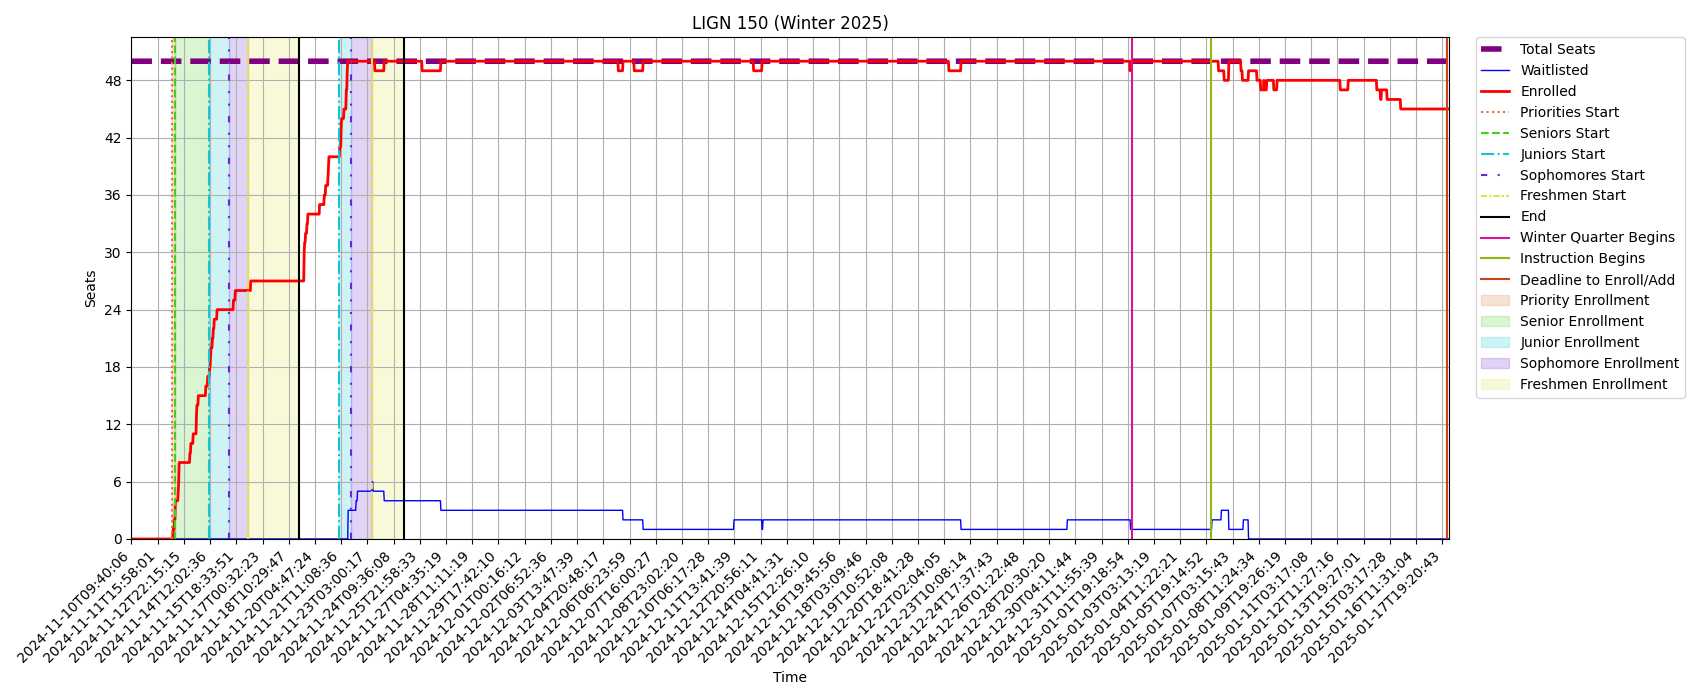 LIGN 150 (Winter 2025)
48
42
36
30
24
18
12
6
0
Seats
2024-11-10T09:40:06
2024-11-11T15:58:01
2024-11-12T22:15:15
2024-11-14T12:02:36
2024-11-15T18:33:51
2024-11-17T00:32:23
2024-11-18T10:29:47
2024-11-20T04:47:24
2024-11-21T11:08:36
2024-11-23T03:00:17
2024-11-24T09:36:08
2024-11-25T21:58:33
2024-11-27T04:35:19
2024-11-28T11:11:19
2024-11-29T17:42:10
2024-12-01T00:16:12
2024-12-02T06:52:36
2024-12-03T13:47:39
2024-12-04T20:48:17
2024-12-06T06:23:59
2024-12-07T16:00:27
2024-12-08T23:02:20
2024-12-10T06:17:28
2024-12-11T13:41:39
2024-12-12T20:56:11
2024-12-14T04:41:31
2024-12-15T12:26:10
2024-12-16T19:45:56
2024-12-18T03:09:46
2024-12-19T10:52:08
2024-12-20T18:41:28
2024-12-22T02:04:05
2024-12-23T10:08:14
2024-12-24T17:37:43
2024-12-26T01:22:48
2024-12-28T20:30:20
2024-12-30T04:11:44
2024-12-31T11:55:39
2025-01-01T19:18:54
2025-01-03T03:13:19
2025-01-04T11:22:21
2025-01-05T19:14:52
2025-01-07T03:15:43
2025-01-08T11:24:34
2025-01-09T19:26:19
2025-01-11T03:17:08
2025-01-12T11:27:16
2025-01-13T19:27:01
2025-01-15T03:17:28
2025-01-16T11:31:04
2025-01-17T19:20:43
Time
Total Seats
Waitlisted
Enrolled
Priorities Start
Seniors Start
Juniors Start
Sophomores Start
Freshmen Start
End
Winter Quarter Begins
Instruction Begins
Deadline to Enroll/Add
Priority Enrollment
Senior Enrollment
Junior Enrollment
Sophomore Enrollment
Freshmen Enrollment